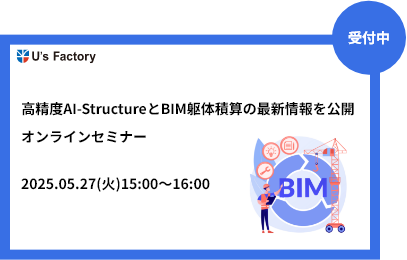 受付中
U's Factory
高精度AI-StructureとBIM躯体積算の最新情報を公開
オンラインセミナー
2025.05.27(火)15:00〜16:00
BIM